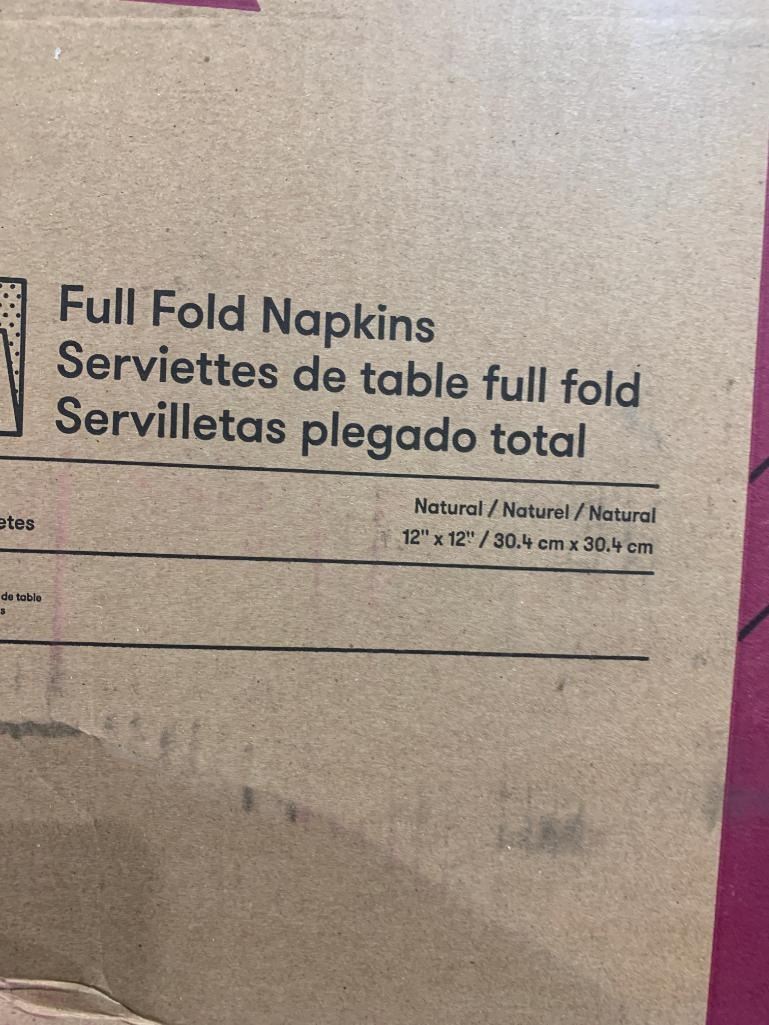 Full Fold Napkins
Serviettes de table full fold
Servilletas plegado total
Natural / Naturel / Natural
etes
12" x 12" / 30.4 cm x 30.4 cm
de table
s